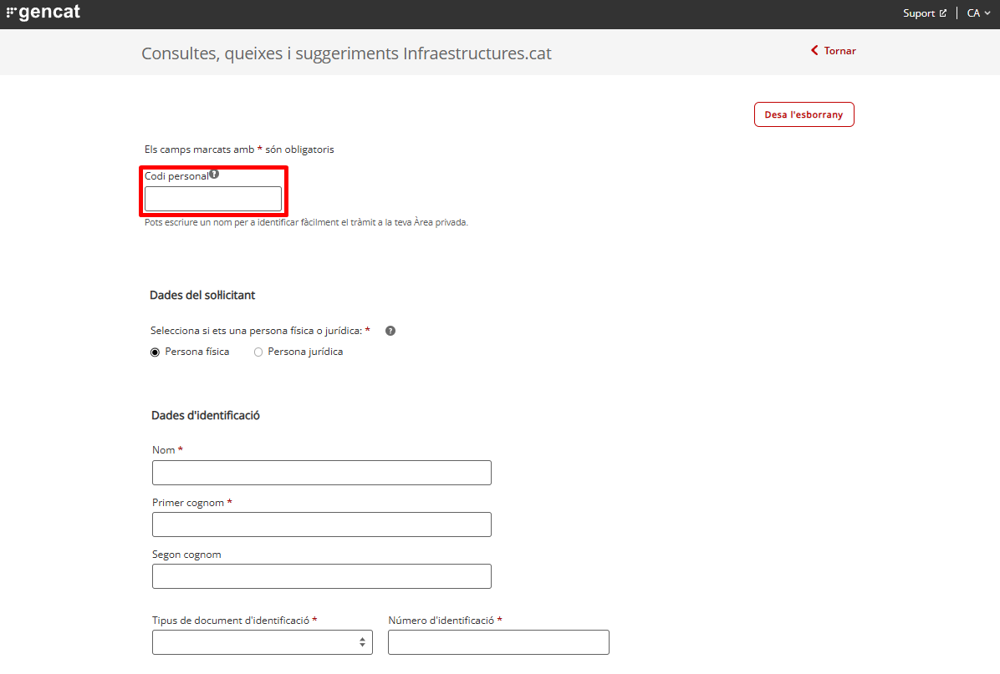 gencat
Suport CA
Consultes, queixes i suggeriments Infraestructures.cat
Tornar
Desa l'esborrany
Els camps marcats amb * són obligatoris
Codi personal?
Pots escriure un nom per a identificar fàcilment el tràmit a la teva Àrea privada.
Dades del sol·licitant
Selecciona si ets una persona física o jurídica: * ?
Persona física Persona jurídica
Dades d'identificació
Nom *
Primer cognom *
Segon cognom
Tipus de document d'identificació * Número d'identificació *